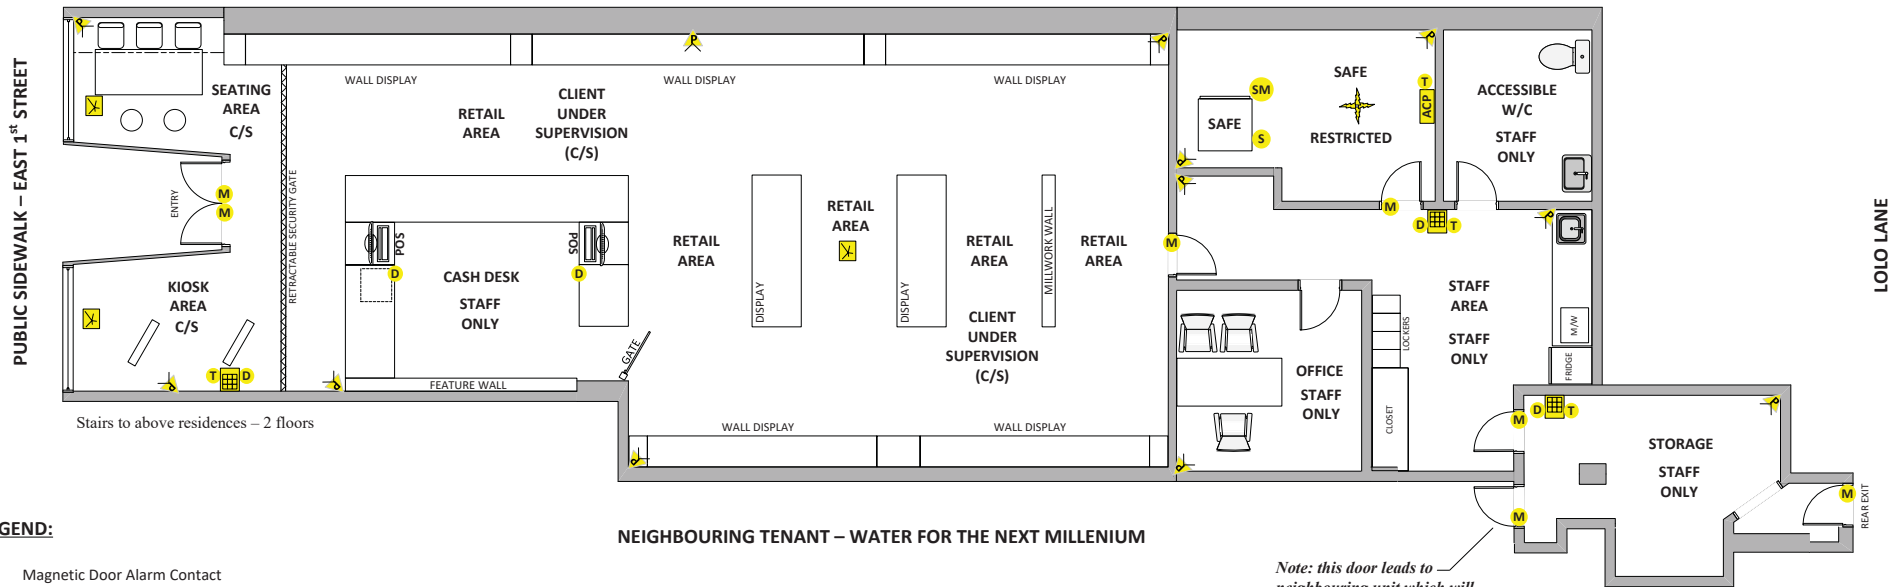 PUBLIC SIDEWALK – EAST 1st STREET
P
SEATING
AREA
C/S
ENTRY
M
M
KIOSK
AREA
C/S
T
D
P
RETRACTABLE SECURITY GATE
Stairs to above residences – 2 floors
WALL DISPLAY
P
WALL DISPLAY
WALL DISPLAY
P
RETAIL
AREA
CLIENT
UNDER
SUPERVISION
(C/S)
POS
D
POS
D
CASH DESK
STAFF
ONLY
P
FEATURE WALL
GATE
RETAIL
AREA
DISPLAY
RETAIL
AREA
DISPLAY
RETAIL
AREA
MILLWORK WALL
RETAIL
AREA
CLIENT
UNDER
SUPERVISION
(C/S)
WALL DISPLAY
WALL DISPLAY
P
SAFE
SM
S
SAFE
RESTRICTED
P
T
ACP
P
ACCESSIBLE
W/C
STAFF
ONLY
P
M
M
D
T
P
STAFF
AREA
STAFF
ONLY
M/W
FRIDGE
LOCKERS
CLOSET
OFFICE
STAFF
ONLY
P
M
D
T
P
STORAGE
STAFF
ONLY
M
M
REAR EXIT
LOLO LANE
NEIGHBOURING TENANT – WATER FOR THE NEXT MILLENIUM
Note: this door leads to
neighbouring unit which will
GEND:
Magnetic Door Alarm Contact